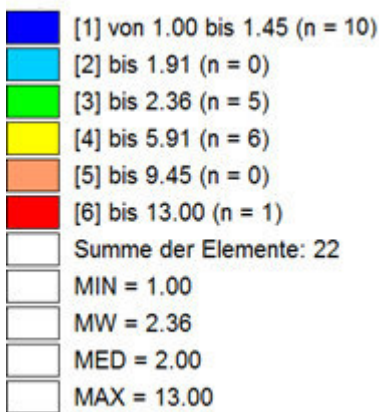 [1] von 1.00 bis 1.45 (n = 10)
[2] bis 1.91 (n = 0)
[3] bis 2.36 (n = 5)
[4] bis 5.91 (n = 6)
[5] bis 9.45 (n = 0)
[6] bis 13.00 (n = 1)
Summe der Elemente: 22
MIN = 1.00
MW = 2.36
MED = 2.00
MAX = 13.00